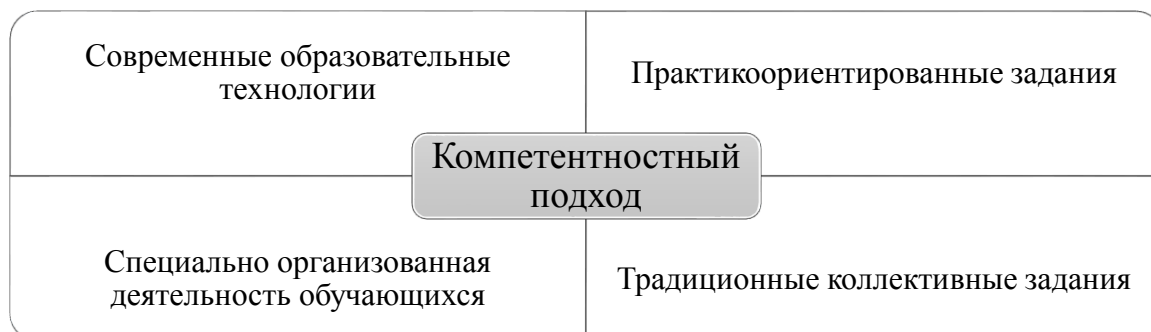 Современные образовательные
технологии
Практикоориентированные задания
Компетентностный
подход
Специально организованная
деятельность обучающихся
Традиционные коллективные задания